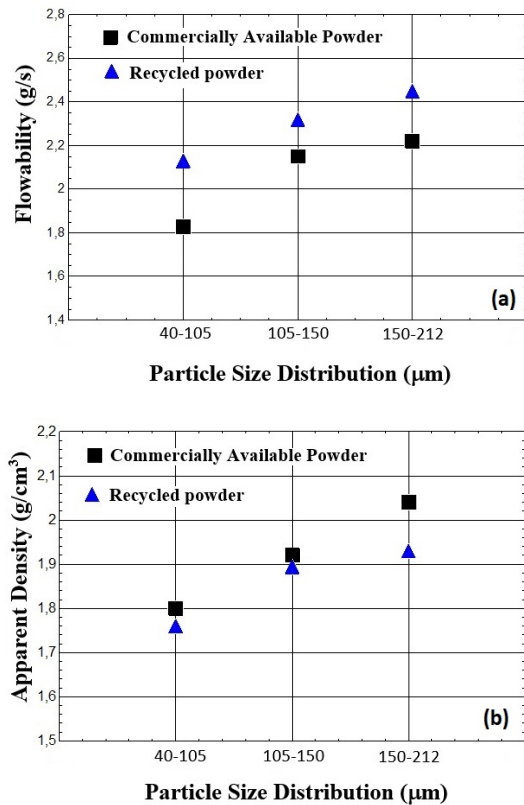 2,8
Commercially Available Powder
2,6
Recycled powder
2,4
2,2
2
1,8
1,6
1,4
Flowability (g/s)
(a)
40-105 105-150 150-212
Particle Size Distribution (μm)
2,2
Commercially Available Powder
2,1
Recycled powder
2
1,9
1,8
1,7
1,6
1,5
Apparent Density (g/cm³)
(b)
40-105 105-150 150-212
Particle Size Distribution (μm)